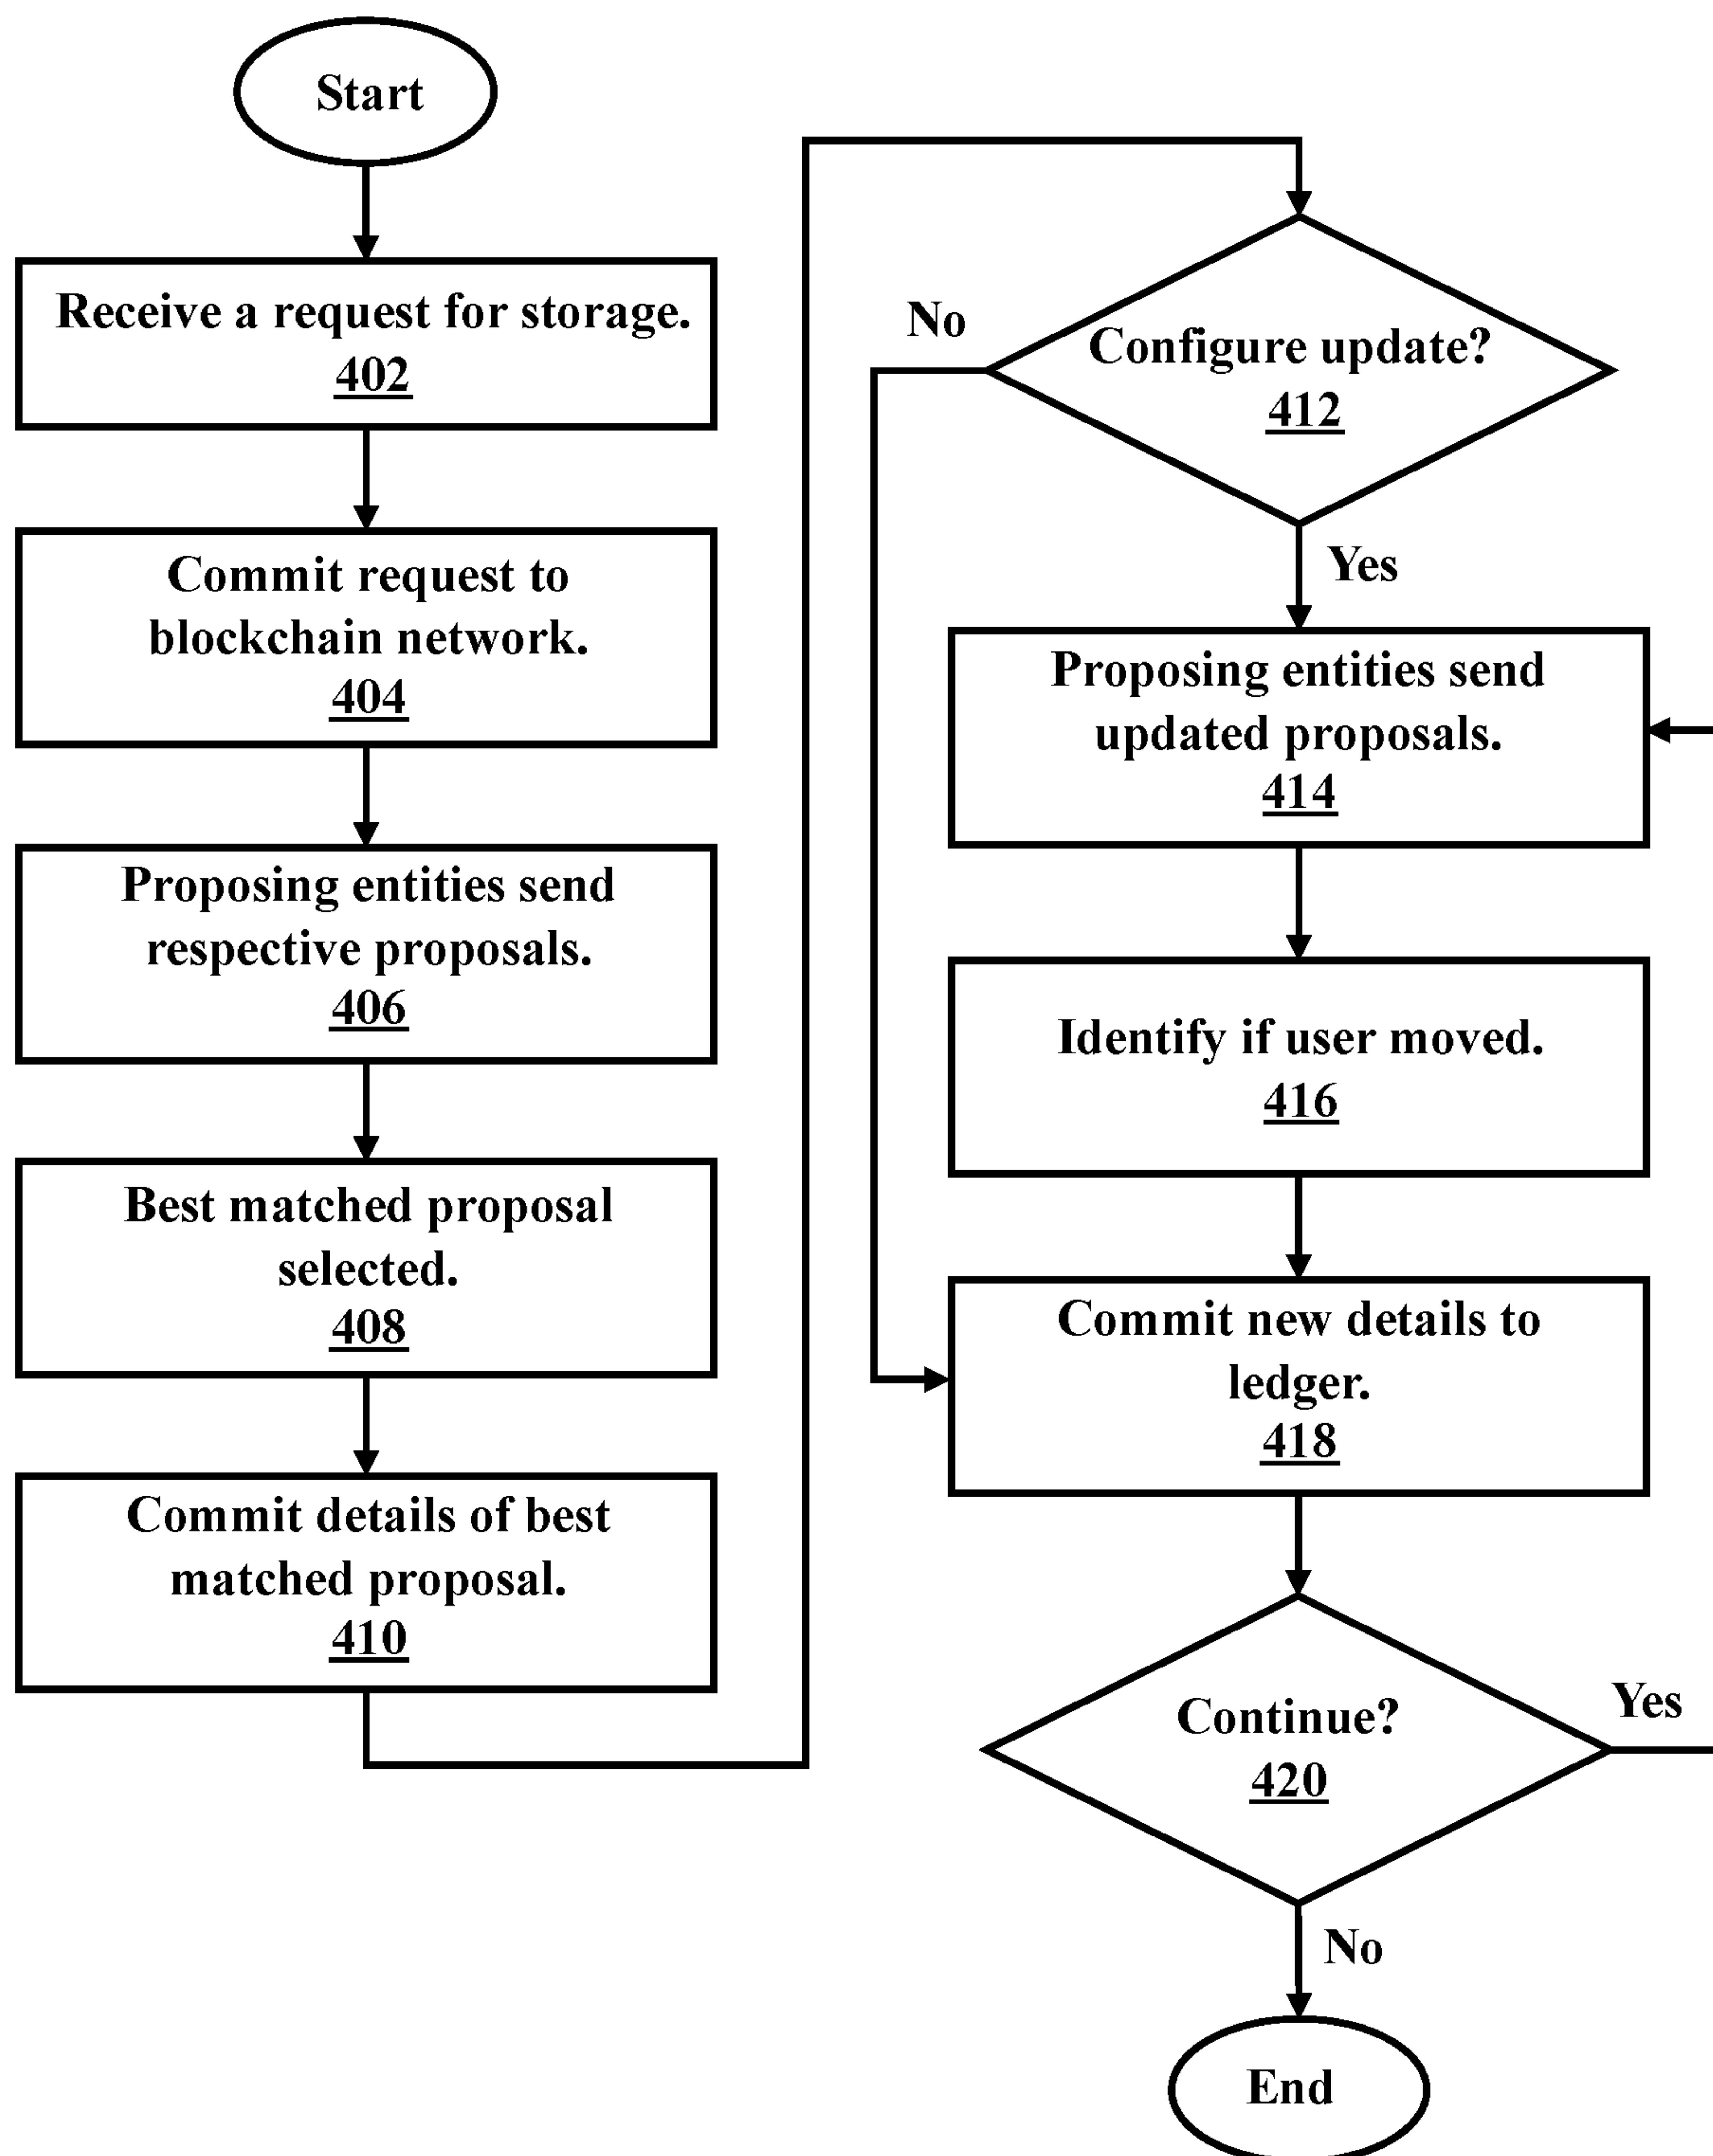 Start
Receive a request for storage.
402
Commit request to
blockchain network.
404
Proposing entities send
respective proposals.
406
Best matched proposal
selected.
408
Commit details of best
matched proposal.
410
Configure update?
412
No
Yes
Proposing entities send
updated proposals.
414
Identify if user moved.
416
Commit new details to
ledger.
418
Continue?
420
Yes
No
End